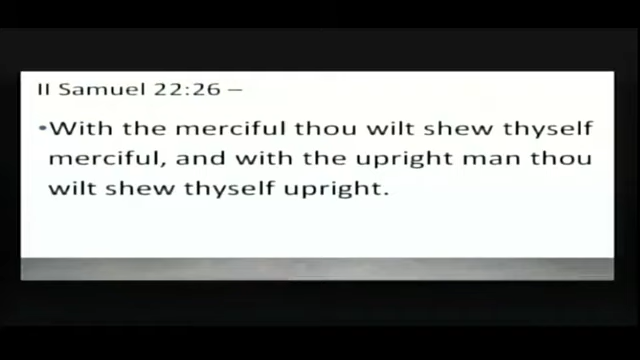 II Samuel 22:26 –
•With the merciful thou wilt shew thyself
merciful, and with the upright man thou
wilt shew thyself upright.